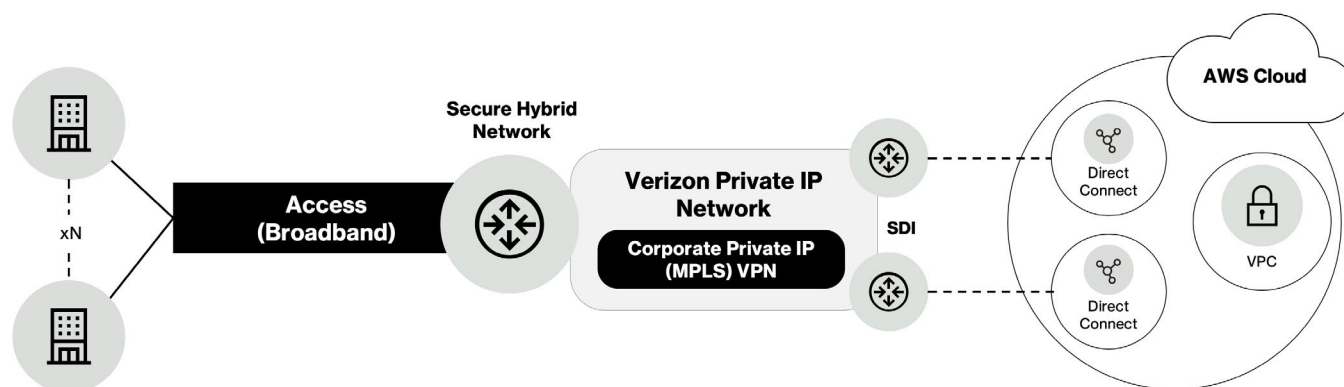 xN
Access
(Broadband)
Secure Hybrid
Network
Verizon Private IP
Network
Corporate Private IP
(MPLS) VPN
SDI
AWS Cloud
Direct
Connect
VPC
Direct
Connect